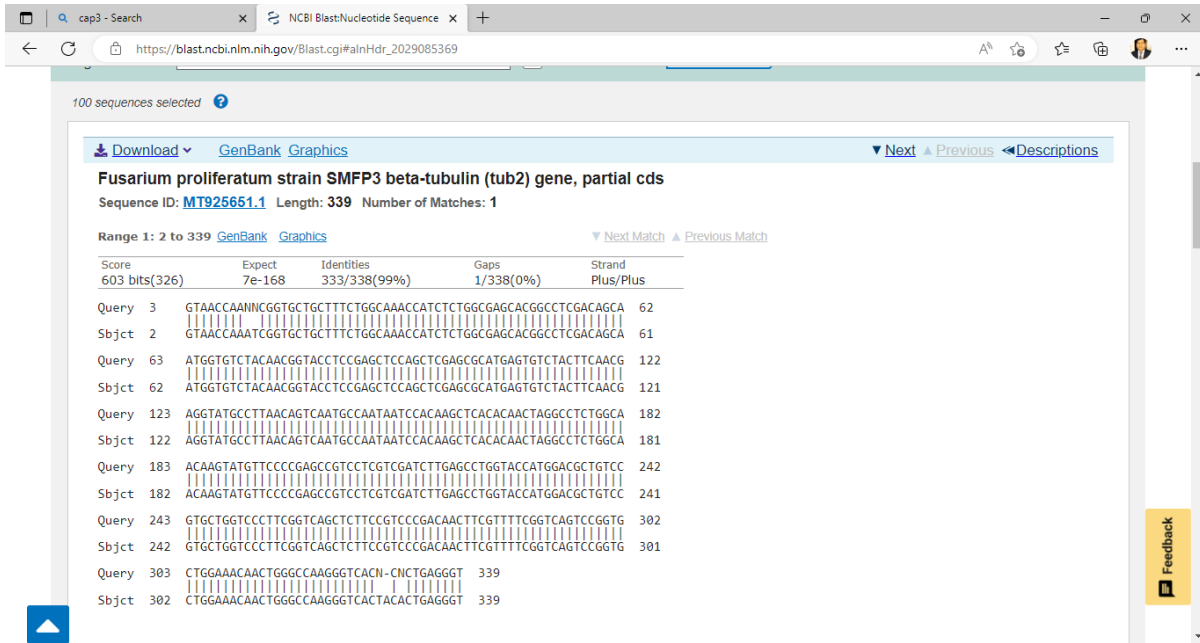 cap3 - Search
NCBI Blast:Nucleotide Sequence
https://blast.ncbi.nlm.nih.gov/Blast.cgi#alnHdr_2029085369
100 sequences selected ?
Download GenBank Graphics ▼ Next ▲ Previous ◀Descriptions
Fusarium proliferatum strain SMFP3 beta-tubulin (tub2) gene, partial cds
Sequence ID: MT925651.1 Length: 339 Number of Matches: 1
Range 1: 2 to 339 GenBank Graphics ▼ Next Match ▲ Previous Match
Score Expect Identities Gaps Strand
603 bits(326) 7e-168 333/338(99%) 1/338(0%) Plus/Plus
Query 3 GTAACCAANNCGGTGCTGCTTTCTGGCAAACCATCTCTGGCGAGCACGGCCTCGACAGCA 62
Sbjct 2 GTAACCAAATCGGTGCTGCTTTCTGGCAAACCATCTCTGGCGAGCACGGCCTCGACAGCA 61
Query 63 ATGGTGTCTACAACGGTACCTCCGAGCTCCAGCTCGAGCGCATGAGTGTCTACTTCAACG 122
Sbjct 62 ATGGTGTCTACAACGGTACCTCCGAGCTCCAGCTCGAGCGCATGAGTGTCTACTTCAACG 121
Query 123 AGGTATGCCTTAACAGTCAATGCCAATAATCCACAAGCTCACACAACTAGGCCTCTGGCA 182
Sbjct 122 AGGTATGCCTTAACAGTCAATGCCAATAATCCACAAGCTCACACAACTAGGCCTCTGGCA 181
Query 183 ACAAGTATGTTCCCCGAGCCGTCCTCGTCGATCTTGAGCCTGGTACCATGGACGCTGTCC 242
Sbjct 182 ACAAGTATGTTCCCCGAGCCGTCCTCGTCGATCTTGAGCCTGGTACCATGGACGCTGTCC 241
Query 243 GTGCTGGTCCCTTCGGTCAGCTCTTCCGTCCCGACAACTTCGTTTTCGGTCAGTCCGGTG 302
Sbjct 242 GTGCTGGTCCCTTCGGTCAGCTCTTCCGTCCCGACAACTTCGTTTTCGGTCAGTCCGGTG 301
Query 303 CTGGAAACAACTGGGCCAAGGGTCACN-CNCTGAGGGT 339
Sbjct 302 CTGGAAACAACTGGGCCAAGGGTCACTACACTGAGGGT 339
Feedback